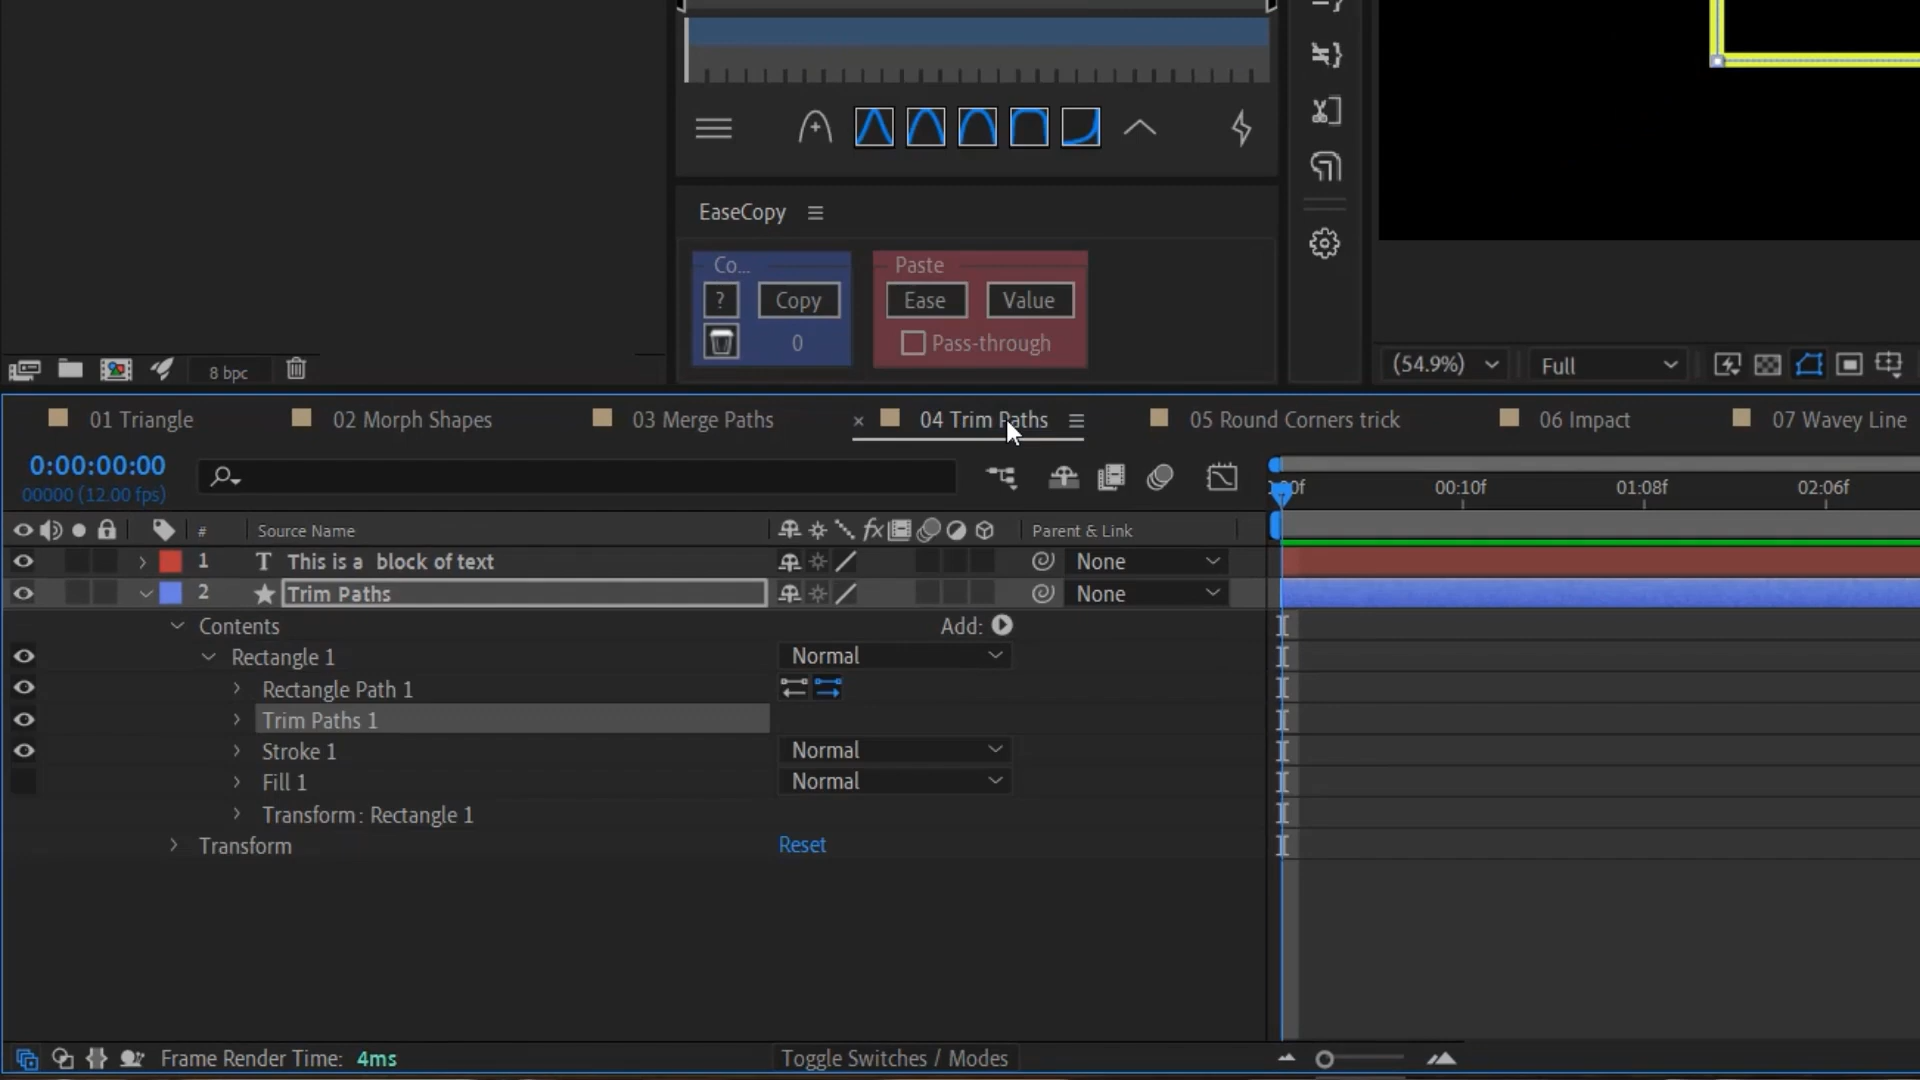 EaseCopy
Co...
Paste
?
Copy
Ease
Value
0
Pass-through
8 bpc
(54.9%)
Full
01 Triangle
02 Morph Shapes
03 Merge Paths
× 04 Trim Paths
05 Round Corners trick
06 Impact
07 Wavey Line
0:00:00:00
00000 (12.00 fps)
00:10f
01:08f
02:06f
#
Source Name
fx
Parent & Link
1
T
This is a  block of text
None
2
Trim Paths
None
Contents
Add:
Rectangle 1
Normal
Rectangle Path 1
Trim Paths 1
Stroke 1
Normal
Fill 1
Normal
Transform: Rectangle 1
Transform
Reset
Frame Render Time: 4ms
Toggle Switches / Modes